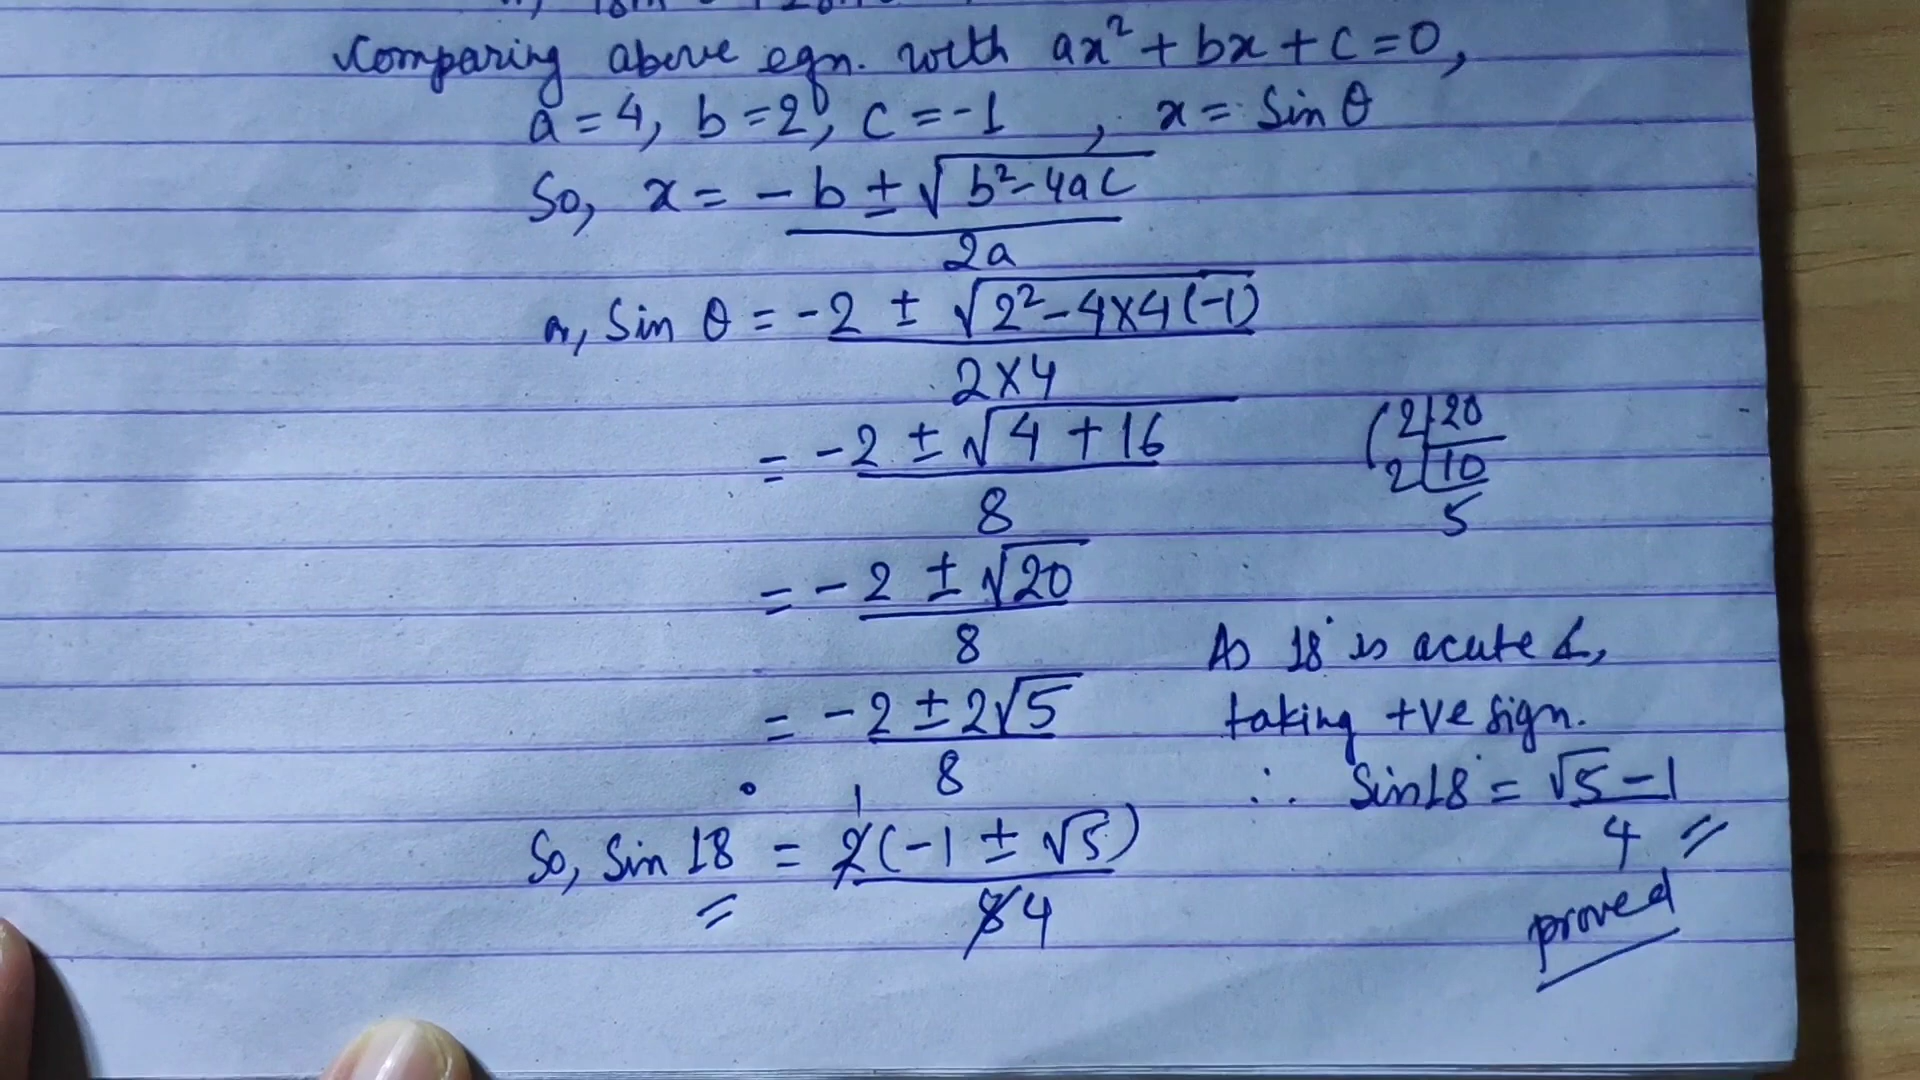 Comparing above eqn. with ax² + bx + c = 0,
a = 4, b = 2, c = -1 , x = Sin θ
So, x = -b ± √b² - 4ac
2a
or, Sin θ = -2 ± √2² - 4×4(-1)
2×4
= -2 ± √4 + 16
8
(2 20
2 10
5
= -2 ± √20
8
= -2 ± 2√5
8
So, Sin 18° = 2(-1 ± √5)
1
8 4
As 18° is acute ∠,
taking +ve sign.
∴ Sin18° = √5 - 1
4
proved